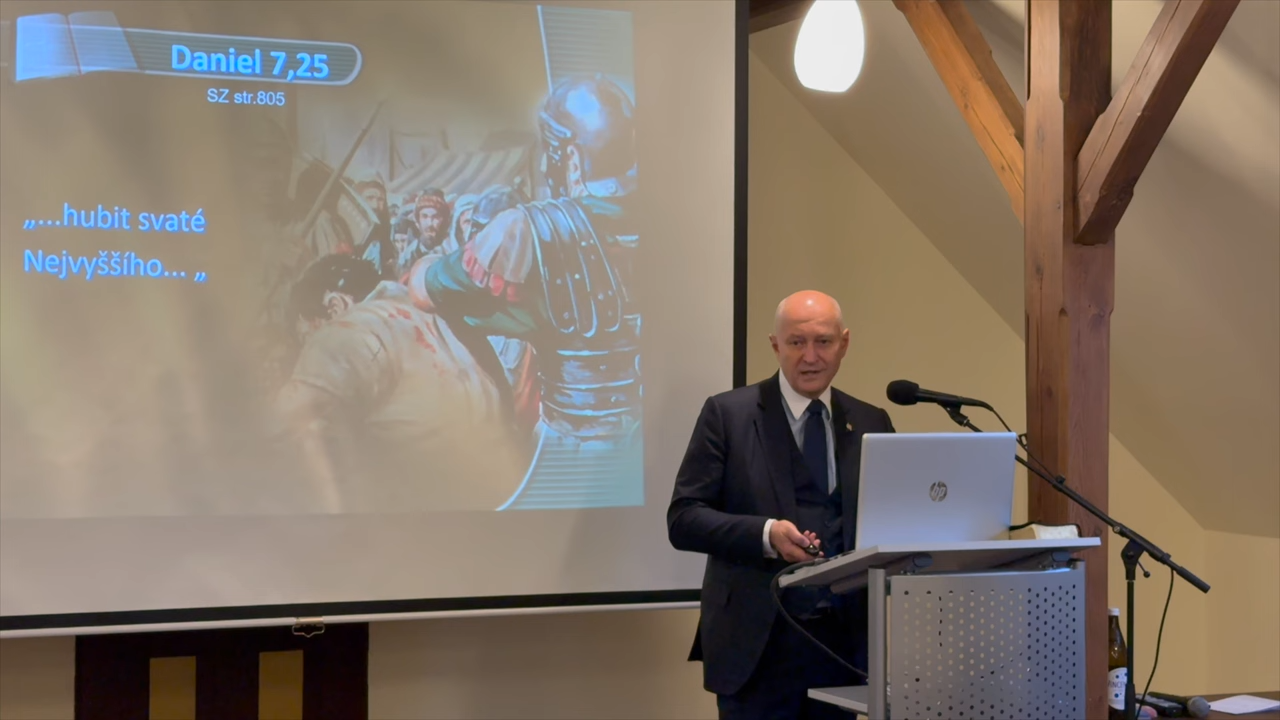 Daniel 7,25
SZ str.805
„...hubit svaté
Nejvyššího... „
hp